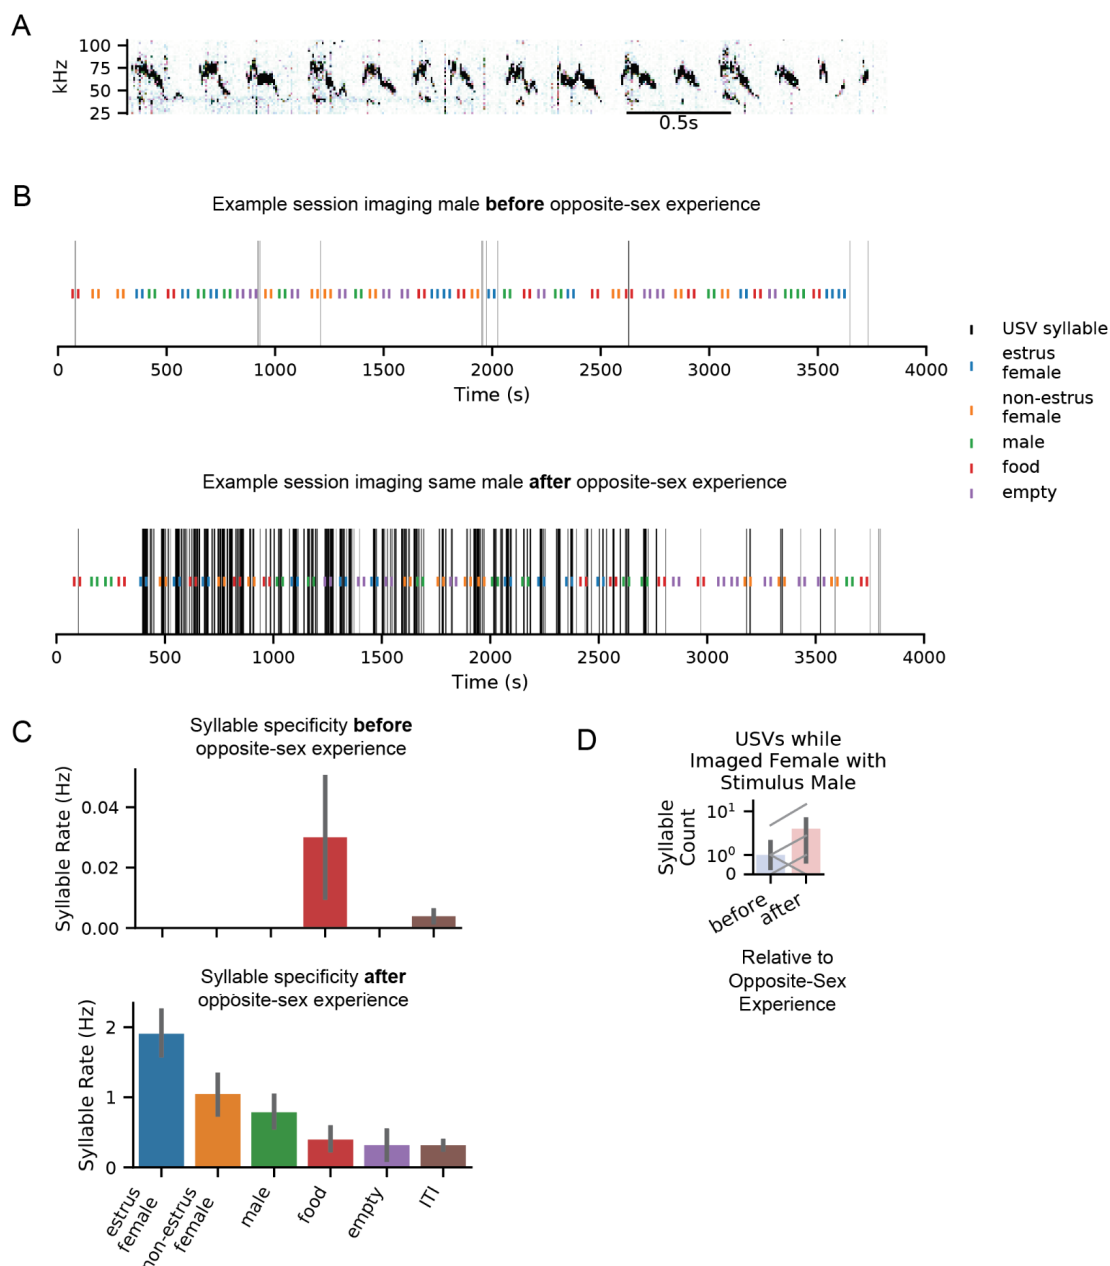 A
100
75
50
25
kHz
0.5s
B
Example session imaging male before opposite-sex experience
0 500 1000 1500 2000 2500 3000 3500 4000
Time (s)
USV syllable
estrus
female
non-estrus
female
male
food
empty
Example session imaging same male after opposite-sex experience
0 500 1000 1500 2000 2500 3000 3500 4000
Time (s)
C
Syllable specificity before
opposite-sex experience
Syllable Rate (Hz)
0.04
0.02
0.00
Syllable specificity after
opposite-sex experience
Syllable Rate (Hz)
2
1
0
estrus
female
non-estrus
female
male
food
empty
ITI
D
USVs while
Imaged Female with
Stimulus Male
Syllable
Count
10¹
10⁰
0
before
after
Relative to
Opposite-Sex
Experience